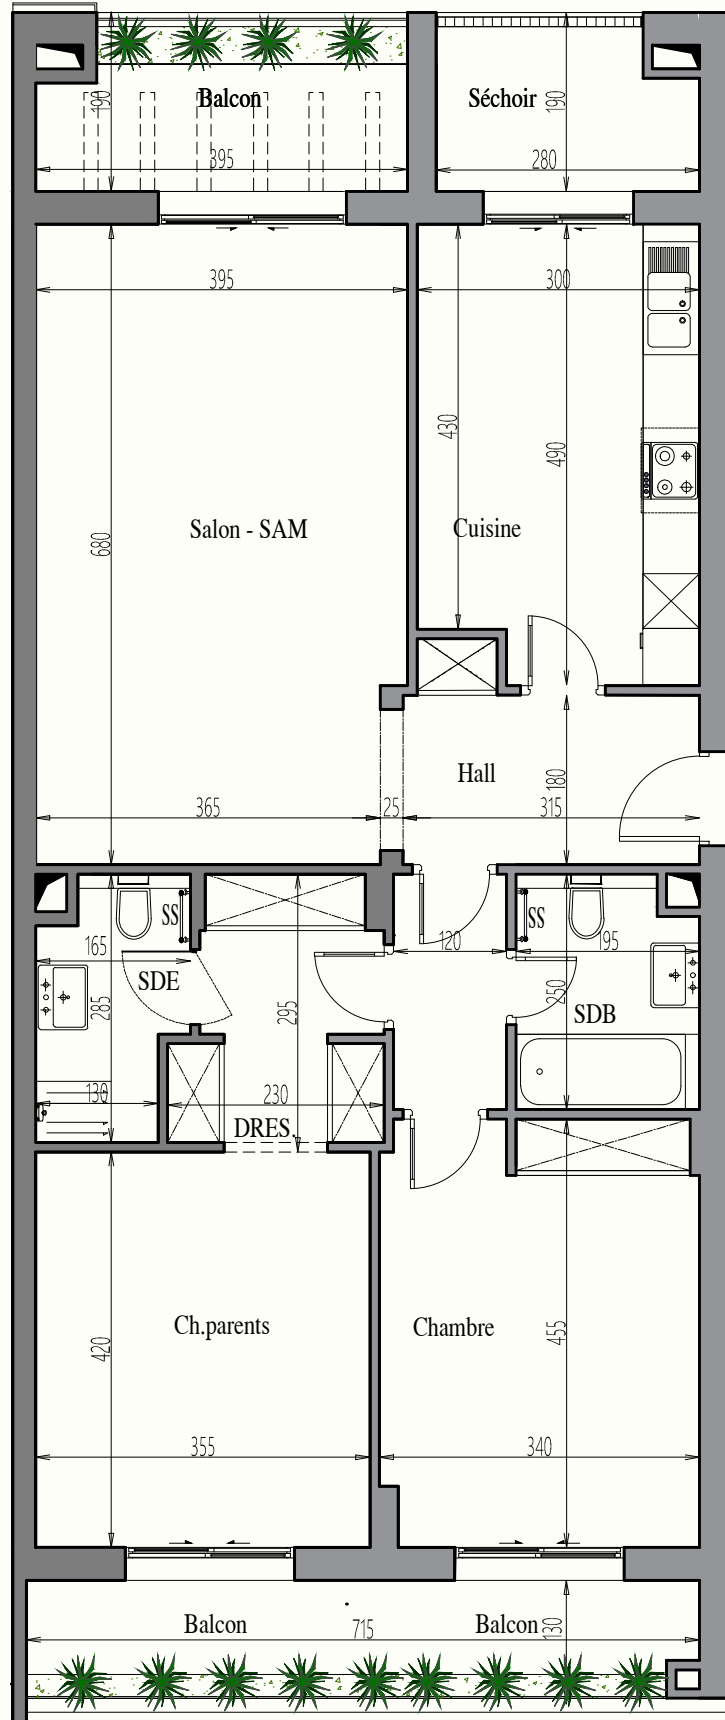 Balcon
Séchoir
190
190
395
280
395
300
430
490
680
Salon - SAM
Cuisine
Hall
180
365
25
315
SS
SS
165
120
195
SDE
285
295
250
SDB
130
230
DRES.
Ch.parents
Chambre
420
455
355
340
Balcon
Balcon
715
130